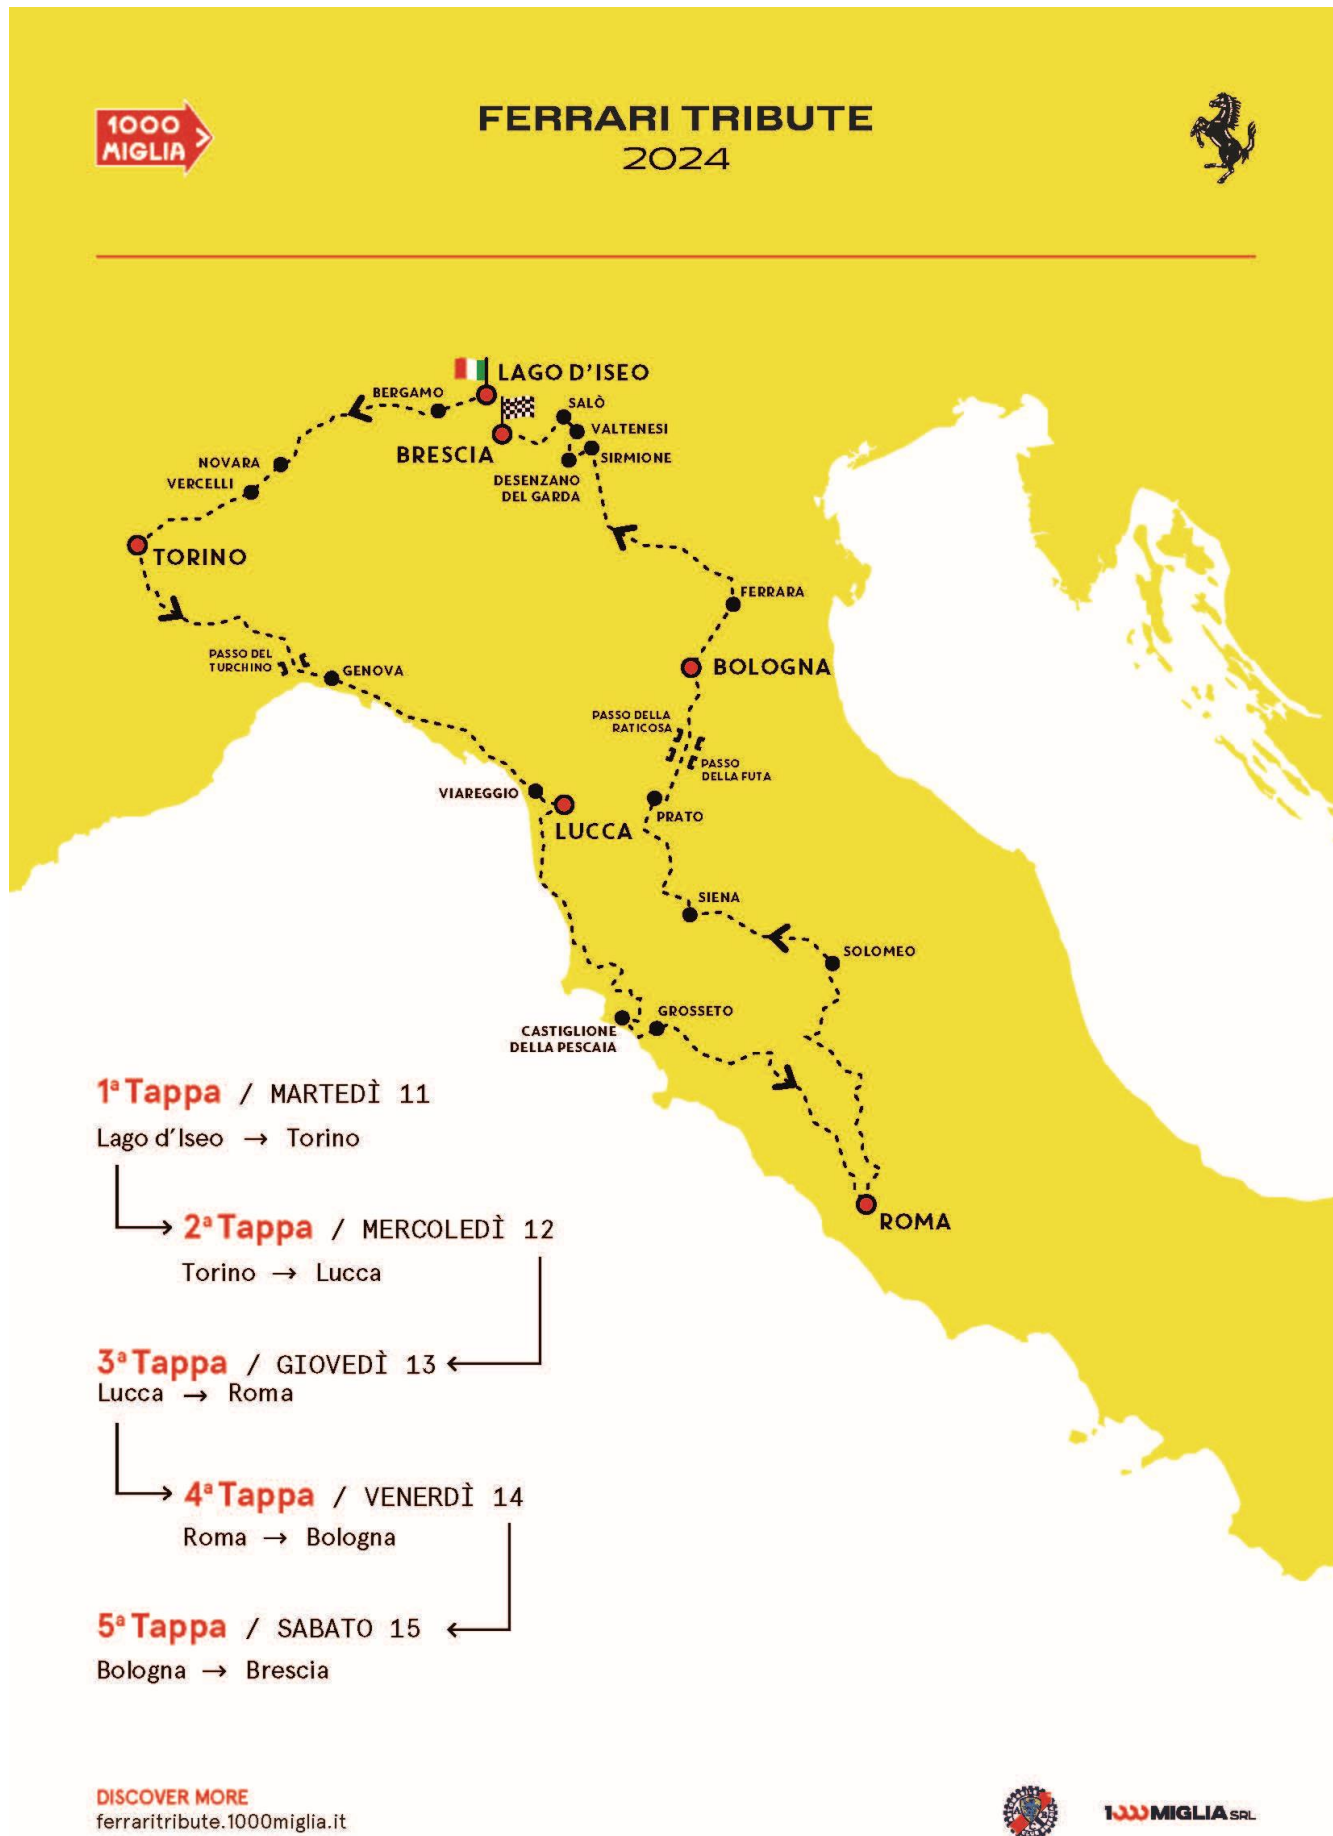 1000
MIGLIA
FERRARI TRIBUTE
2024
LAGO D'ISEO
BERGAMO
SALÒ
VALTENESI
BRESCIA
SIRMIONE
NOVARA
VERCELLI
DESENZANO
DEL GARDA
TORINO
FERRARA
PASSO DEL
TURCHINO
GENOVA
BOLOGNA
PASSO DELLA
RATICOSA
PASSO
DELLA FUTA
VIAREGGIO
LUCCA
PRATO
SIENA
SOLOMEO
GROSSETO
CASTIGLIONE
DELLA PESCAIA
ROMA
1ª Tappa / MARTEDÌ 11
Lago d'Iseo → Torino
2ª Tappa / MERCOLEDÌ 12
Torino → Lucca
3ª Tappa / GIOVEDÌ 13
Lucca → Roma
4ª Tappa / VENERDÌ 14
Roma → Bologna
5ª Tappa / SABATO 15
Bologna → Brescia
DISCOVER MORE
ferraritribute.1000miglia.it
1000MIGLIA SRL